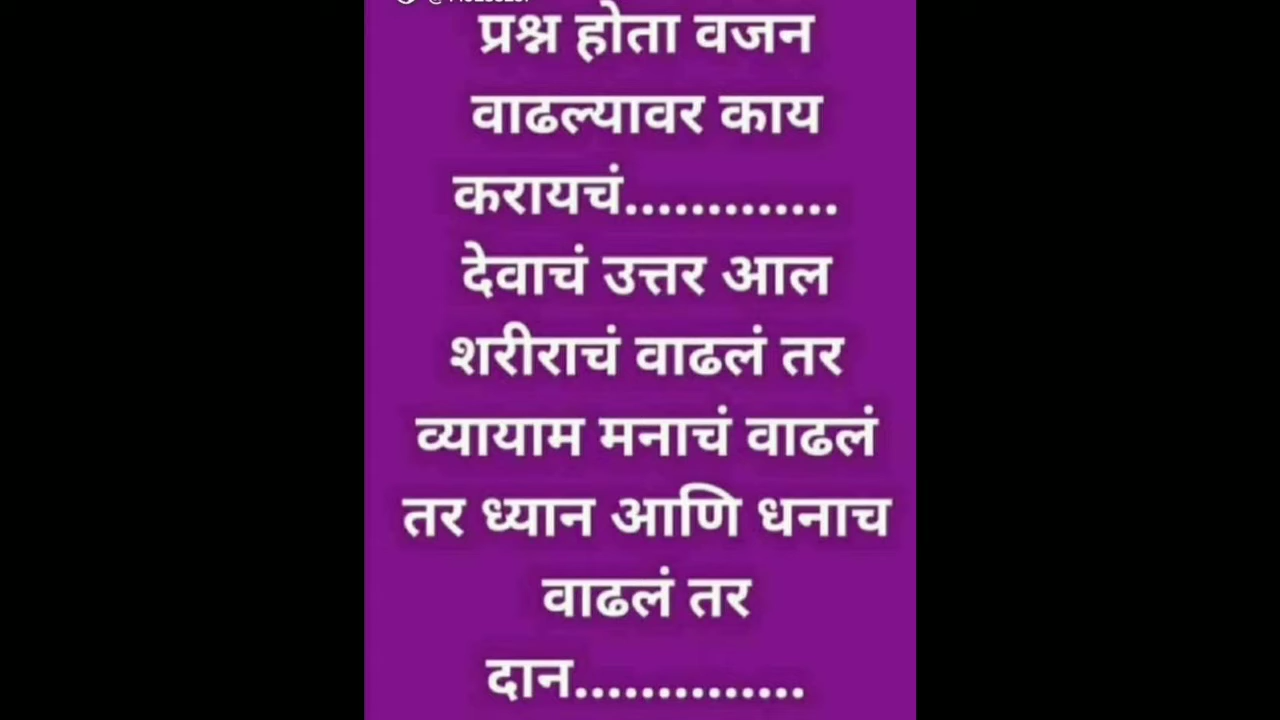 प्रश्न होता वजन
वाढल्यावर काय
करायचं.............
देवाचं उत्तर आल
शरीराचं वाढलं तर
व्यायाम मनाचं वाढलं
तर ध्यान आणि धनाच
वाढलं तर
दान..............